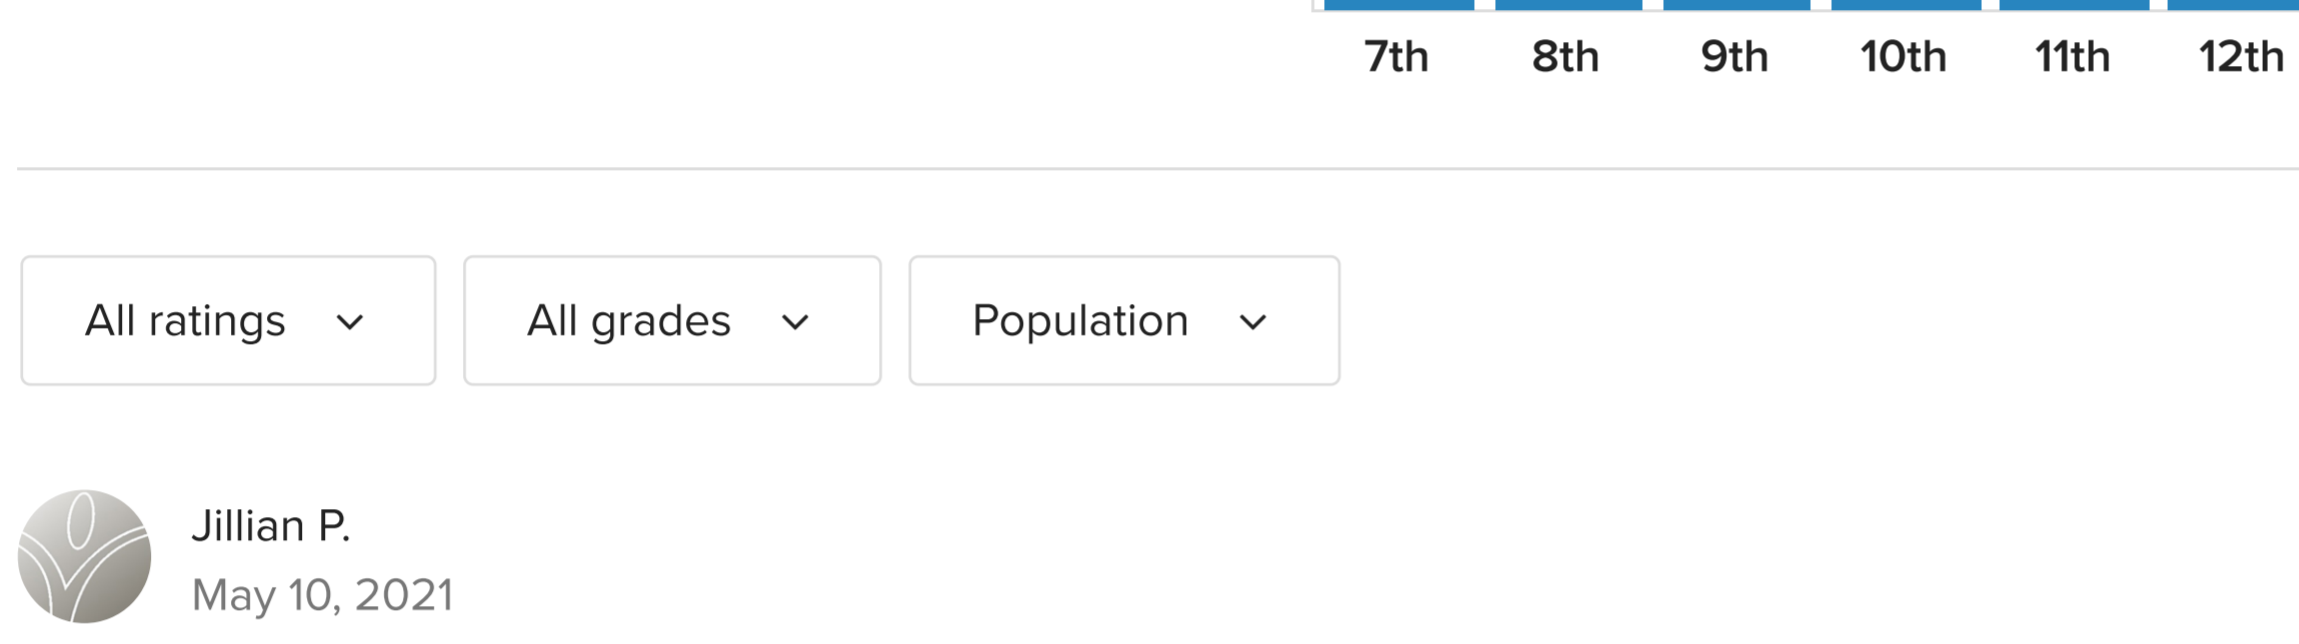 7th 8th 9th 10th 11th 12th
All ratings All grades Population
Jillian P.
May 10, 2021